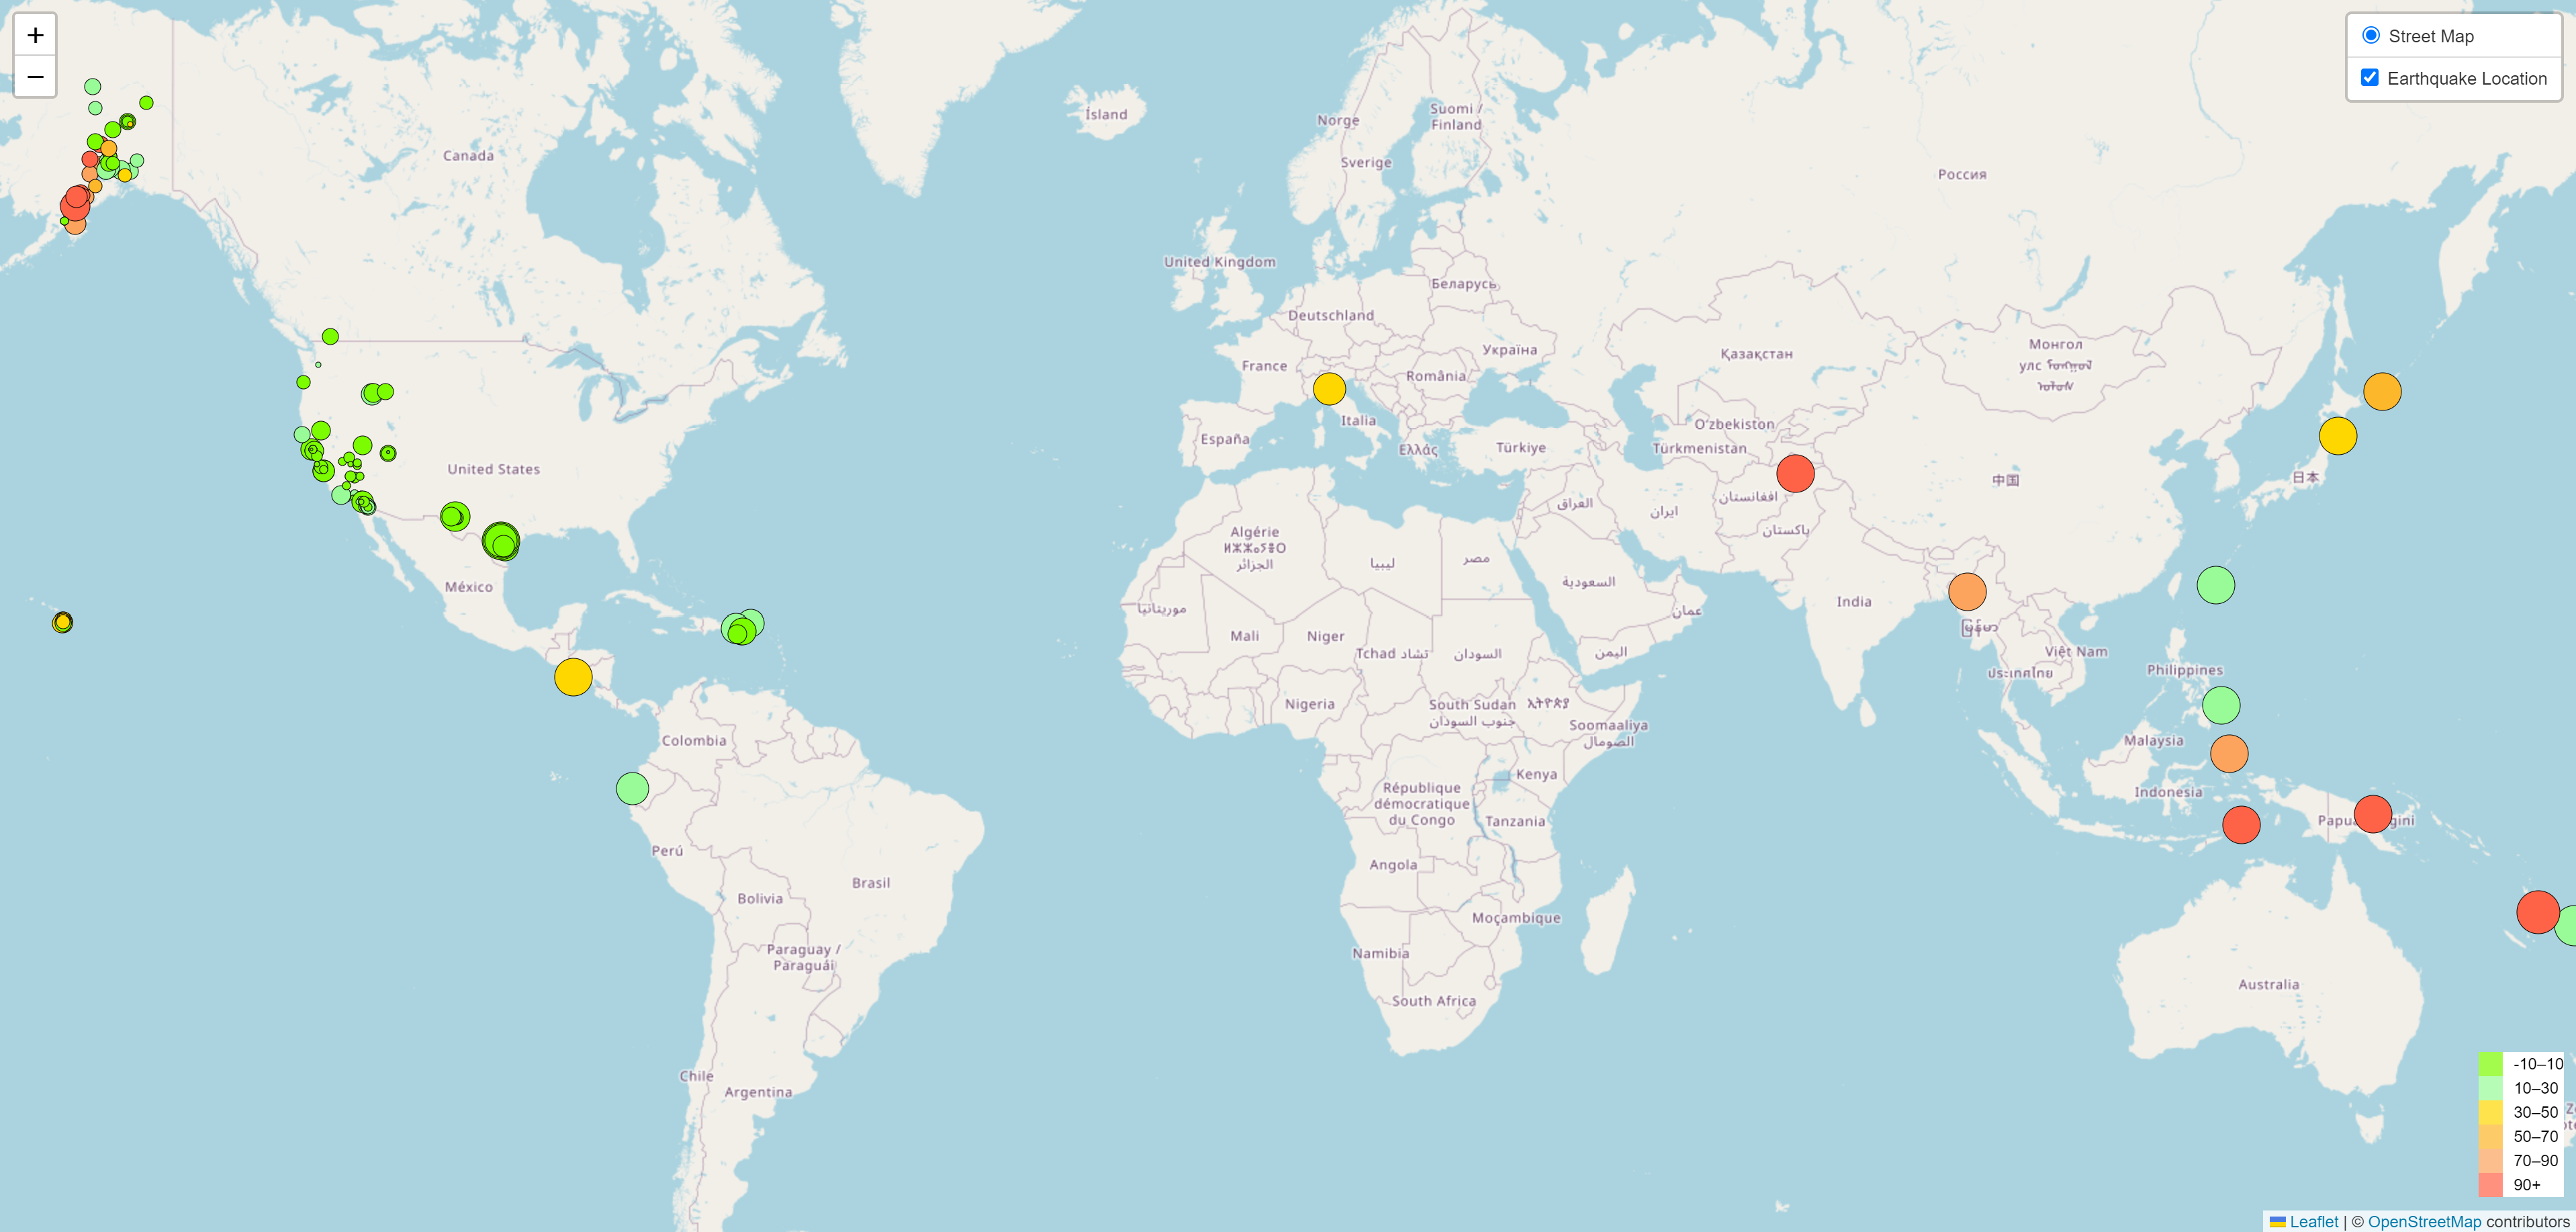 +
−
Street Map
Earthquake Location
Ísland
Norge
Suomi /
Finland
Sverige
Россия
Canada
United Kingdom
Беларусь
Deutschland
Україна
France
România
Italia
España
Ελλάς
Türkiye
Қазақстан
Монгол
улс
O'zbekiston
Türkmenistan
中国
日本
United States
افغانستان
العراق
ایران
پاکستان
Algérie
ⵍⵣⵣⴰⵢⴻⵔ
الجزائر
ليبيا
مصر
السعودية
عمان
India
México
موريتانيا
Mali
Niger
Tchad تشاد
السودان
اليمن
မြန်မာ
Việt Nam
ประเทศไทย
Philippines
Nigeria
South Sudan
جنوب السودان
ኢትዮጵያ
Soomaaliya
الصومال
Colombia
Malaysia
Kenya
Indonesia
République
démocratique
du Congo
Tanzania
Perú
Angola
Brasil
Bolivia
Moçambique
Paraguay /
Paraguái
Namibia
South Africa
Australia
Chile
Argentina
-10–10
10–30
30–50
50–70
70–90
90+
Leaflet | © OpenStreetMap contributors